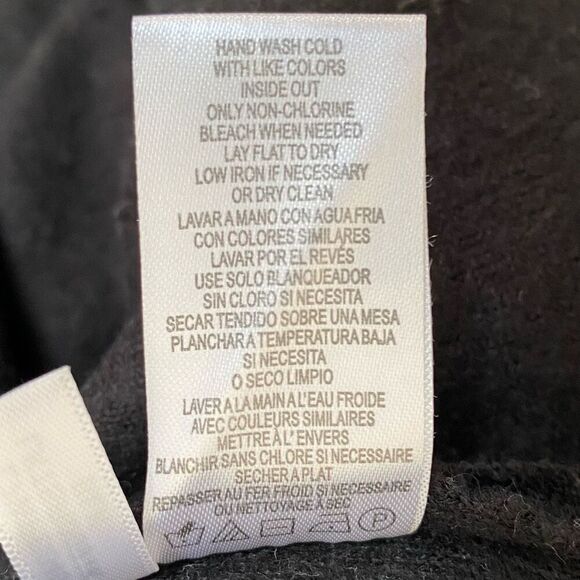 HAND WASH COLD
WITH LIKE COLORS
INSIDE OUT
ONLY NON-CHLORINE
BLEACH WHEN NEEDED
LAY FLAT TO DRY
LOW IRON IF NECESSARY
OR DRY CLEAN
LAVAR A MANO CON AGUA FRIA
CON COLORES SIMILARES
LAVAR POR EL REVÉS
USE SOLO BLANQUEADOR
SIN CLORO SI NECESITA
SECAR TENDIDO SOBRE UNA MESA
PLANCHAR A TEMPERATURA BAJA
SI NECESITA
O SECO LIMPIO
LAVER A LA MAIN A L'EAU FROIDE
AVEC COULEURS SIMILAIRES
METTRE À L' ENVERS
BLANCHIR SANS CHLORE SI NECESSAIRE
SECHER A PLAT
REPASSER AU FER FROID SI NECESSAIRE
OU NETTOYAGE À SEC
P